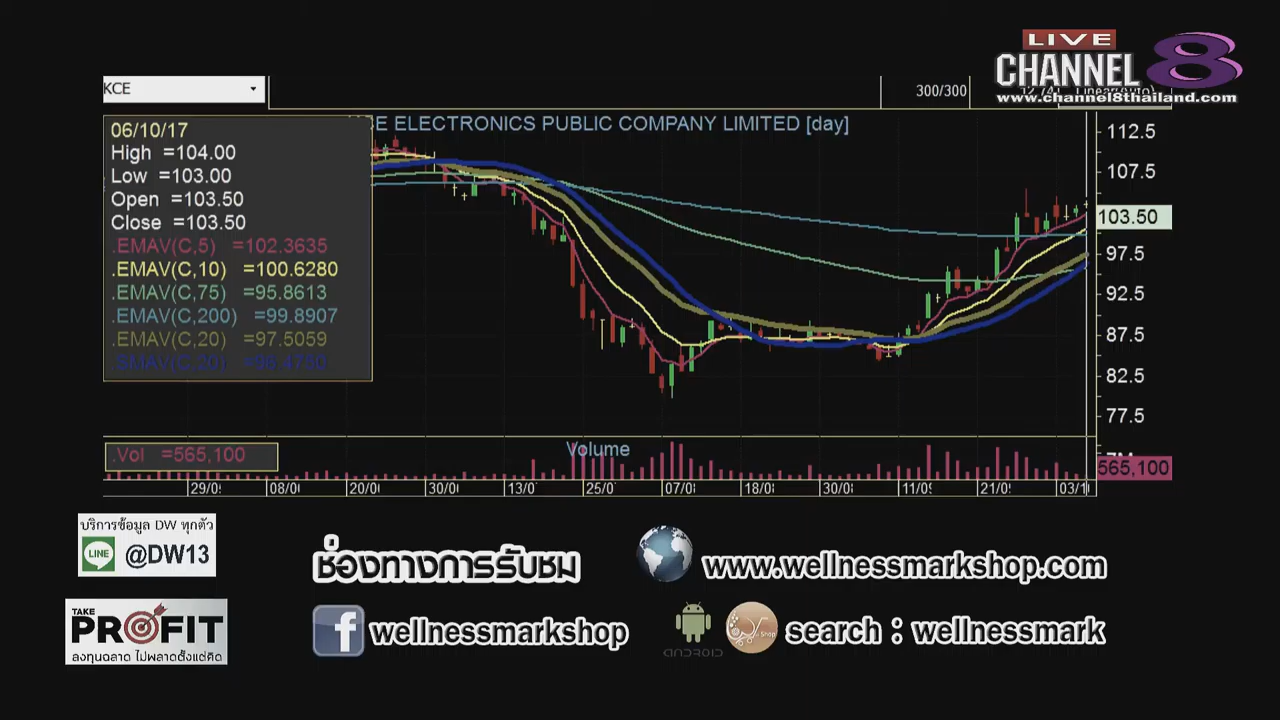 LIVE
CHANNEL 8
www.channel8thailand.com
KCE
300/300
06/10/17
High =104.00
Low =103.00
Open =103.50
Close =103.50
.EMAV(C,5) =102.3635
.EMAV(C,10) =100.6280
.EMAV(C,75) =95.8613
.EMAV(C,200) =99.8907
.EMAV(C,20) =97.5059
ELECTRONICS PUBLIC COMPANY LIMITED [day]
112.5
107.5
103.50
97.5
92.5
87.5
82.5
77.5
.Vol =565,100
Volume
565,100
29/0 08/0 20/0 30/0 13/0 25/0 07/0 18/0 30/0 11/0 21/0 03/1
บริการข้อมูล DW ทุกตัว
LINE @DW13
TAKE
PROFIT
ลงทุนฉลาด ไม่พลาดตั้งแต่คิด
ช่องทางการรับชม
www.wellnessmarkshop.com
f wellnessmarkshop
ANDROID
search : wellnessmark